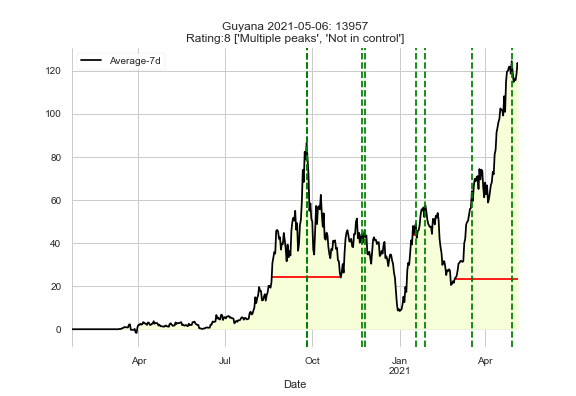 Guyana 2021-05-06: 13957
Rating:8 ['Multiple peaks', 'Not in control']
Average-7d
120
100
80
60
40
20
0
Apr
Jul
Oct
Jan
2021
Apr
Date